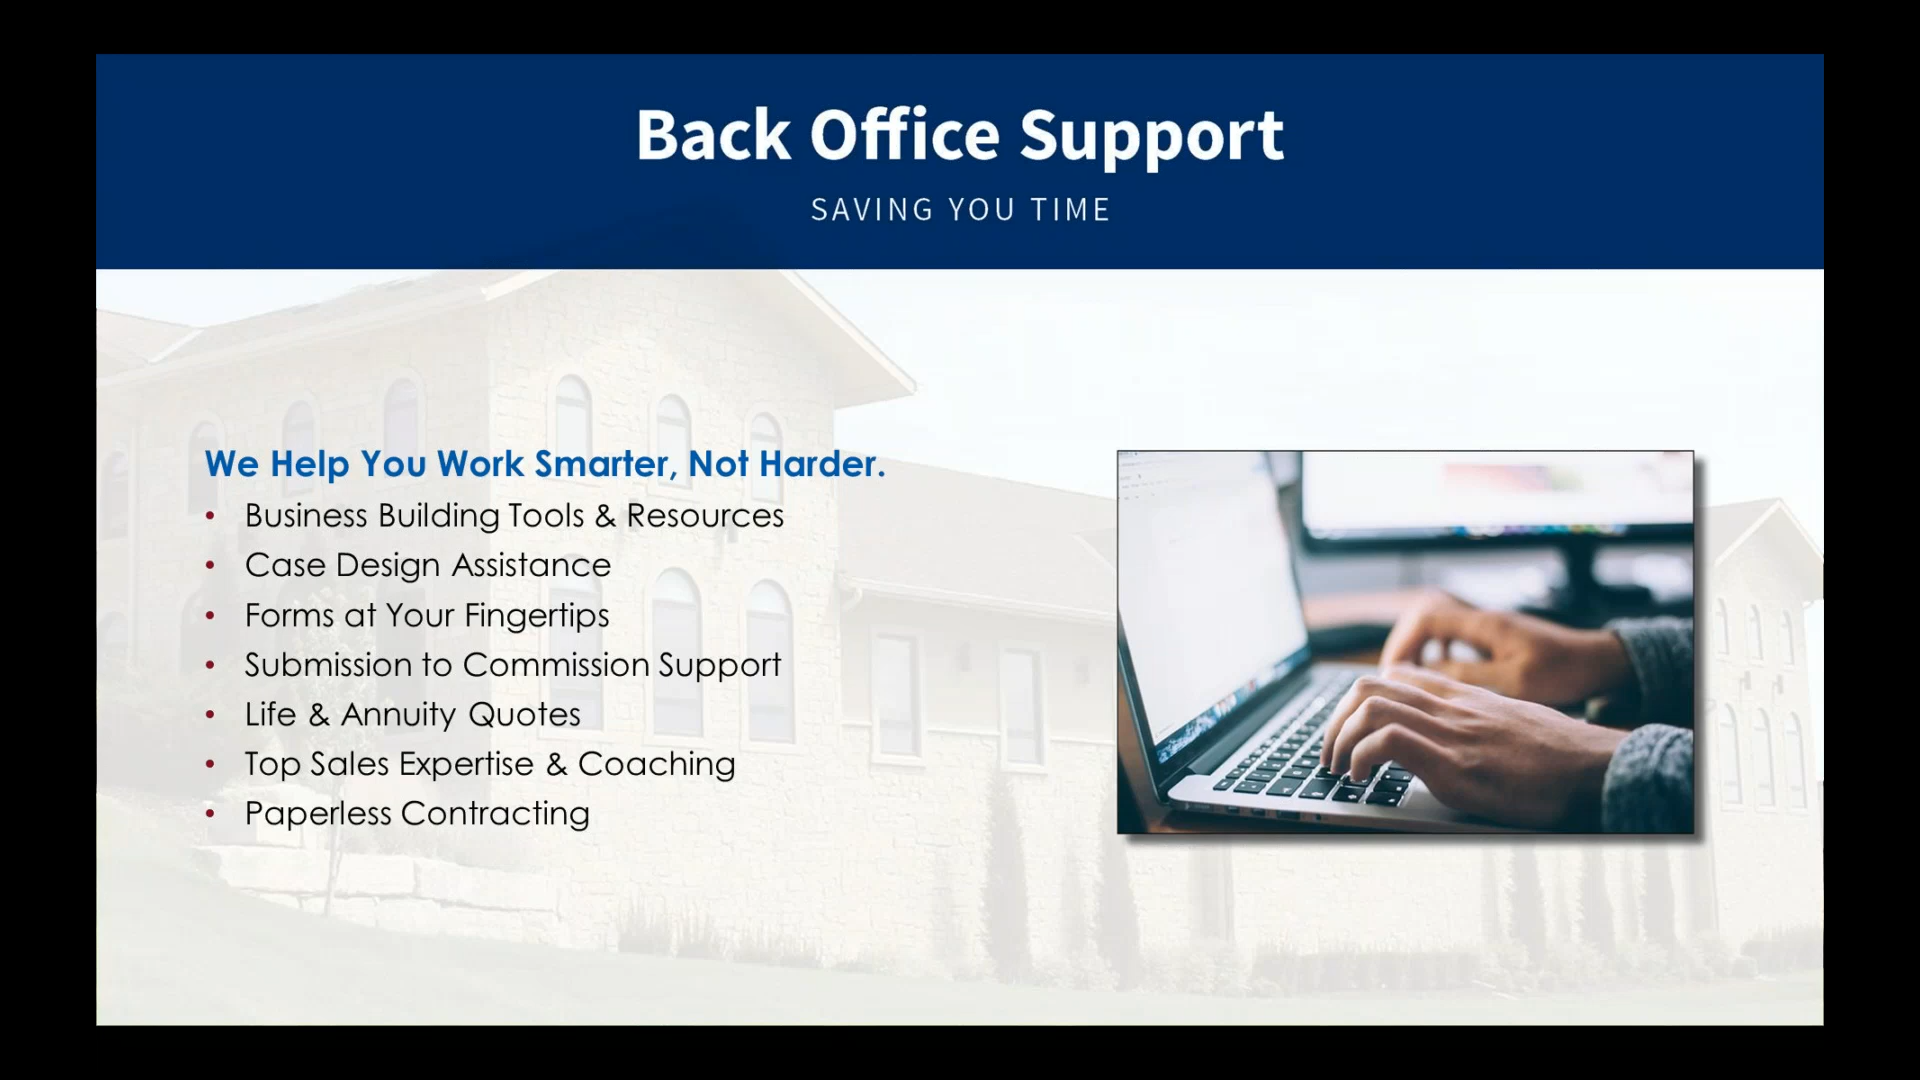 Back Office Support
SAVING YOU TIME
We Help You Work Smarter, Not Harder.
• Business Building Tools & Resources
• Case Design Assistance
• Forms at Your Fingertips
• Submission to Commission Support
• Life & Annuity Quotes
• Top Sales Expertise & Coaching
• Paperless Contracting